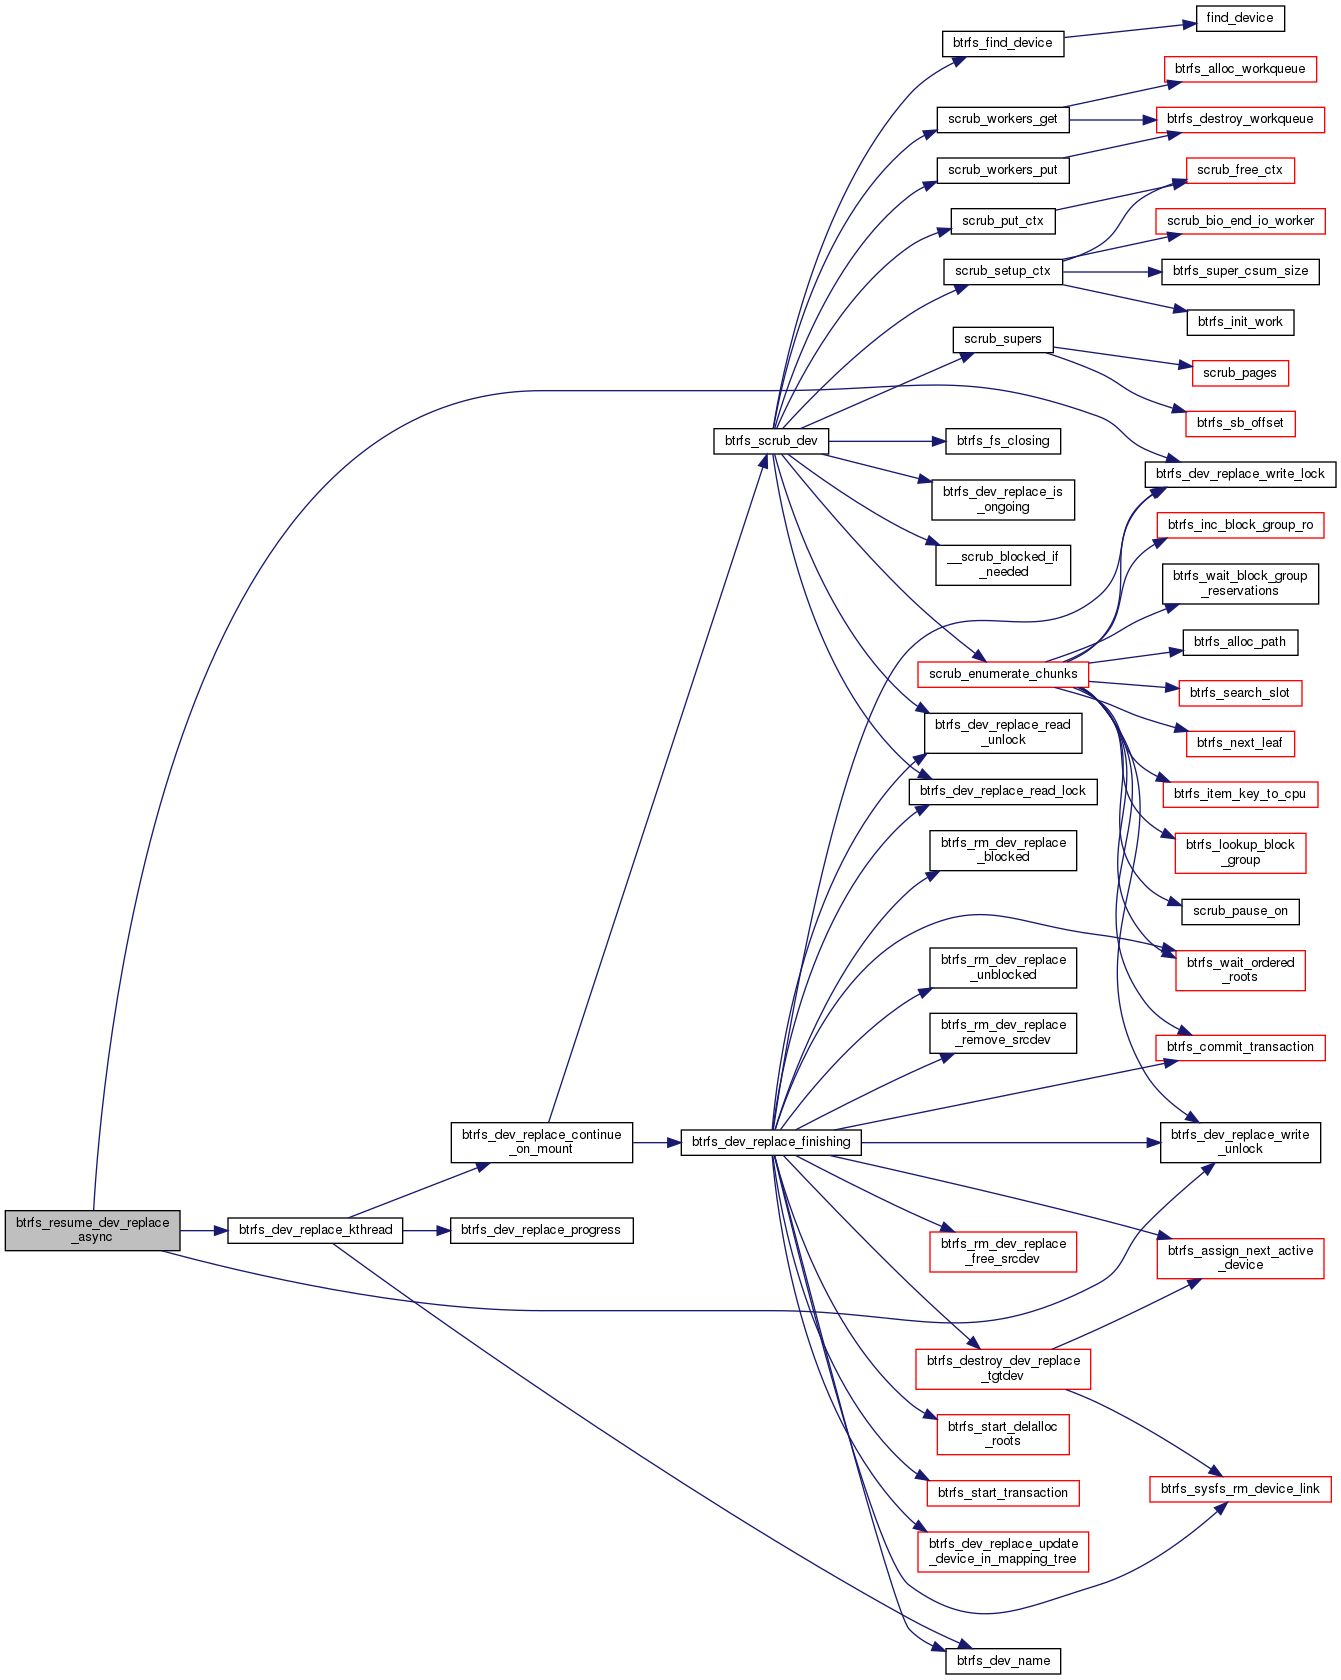 find_device
btrfs_find_device
btrfs_alloc_workqueue
scrub_workers_get
btrfs_destroy_workqueue
scrub_workers_put
scrub_free_ctx
scrub_put_ctx
scrub_bio_end_io_worker
scrub_setup_ctx
btrfs_super_csum_size
btrfs_init_work
scrub_supers
scrub_pages
btrfs_sb_offset
btrfs_scrub_dev
btrfs_fs_closing
btrfs_dev_replace_write_lock
btrfs_dev_replace_is
_ongoing
btrfs_inc_block_group_ro
__scrub_blocked_if
_needed
btrfs_wait_block_group
_reservations
btrfs_alloc_path
scrub_enumerate_chunks
btrfs_search_slot
btrfs_dev_replace_read
_unlock
btrfs_next_leaf
btrfs_dev_replace_read_lock
btrfs_item_key_to_cpu
btrfs_rm_dev_replace
_blocked
btrfs_lookup_block
_group
scrub_pause_on
btrfs_rm_dev_replace
_unblocked
btrfs_wait_ordered
_roots
btrfs_rm_dev_replace
_remove_srcdev
btrfs_commit_transaction
btrfs_dev_replace_continue
_on_mount
btrfs_dev_replace_finishing
btrfs_dev_replace_write
_unlock
btrfs_resume_dev_replace
_async
btrfs_dev_replace_kthread
btrfs_dev_replace_progress
btrfs_rm_dev_replace
_free_srcdev
btrfs_assign_next_active
_device
btrfs_destroy_dev_replace
_tgtdev
btrfs_start_delalloc
_roots
btrfs_start_transaction
btrfs_sysfs_rm_device_link
btrfs_dev_replace_update
_device_in_mapping_tree
btrfs_dev_name